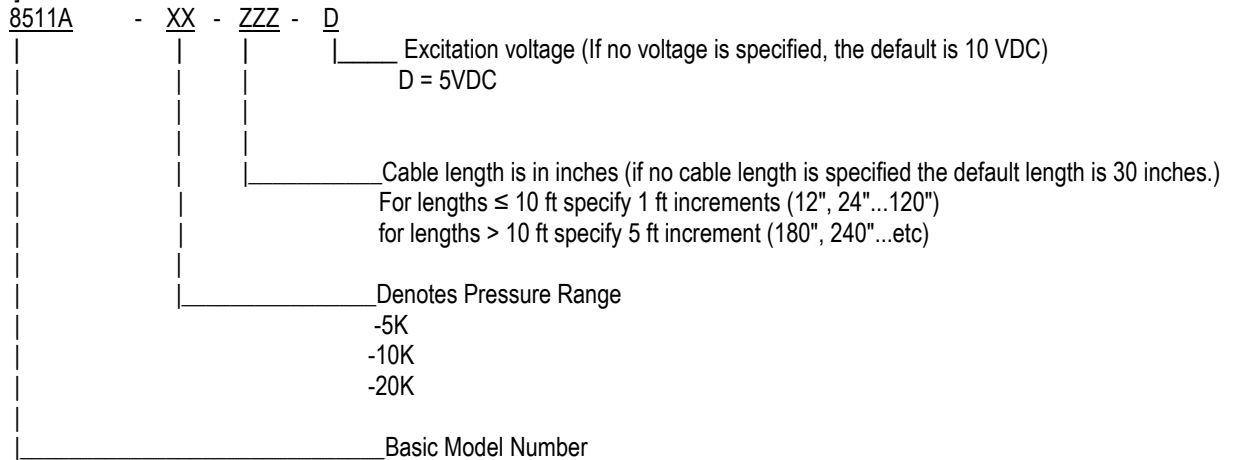 8511A - XX - ZZZ - D
Excitation voltage (If no voltage is specified, the default is 10 VDC)
D = 5VDC
Cable length is in inches (if no cable length is specified the default length is 30 inches.)
For lengths ≤ 10 ft specify 1 ft increments (12", 24"...120")
for lengths > 10 ft specify 5 ft increment (180", 240"...etc)
Denotes Pressure Range
-5K
-10K
-20K
Basic Model Number